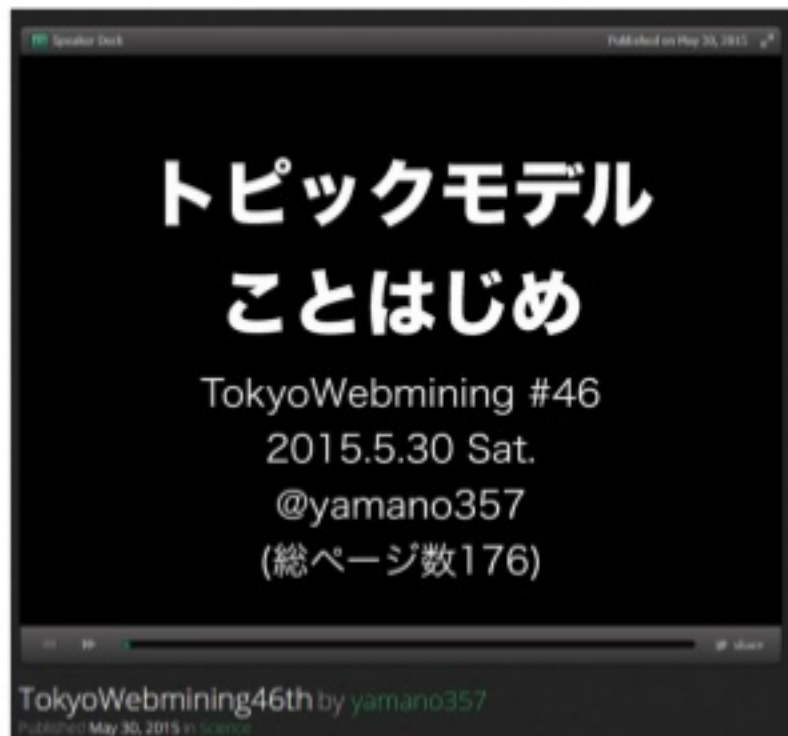 Speaker Deck
Published on May 30, 2015
トピックモデル
ことはじめ
TokyoWebmining #46
2015.5.30 Sat.
@yamano357
(総ページ数176)
share
TokyoWebmining46th by yamano357
Published May 30, 2015 in Science